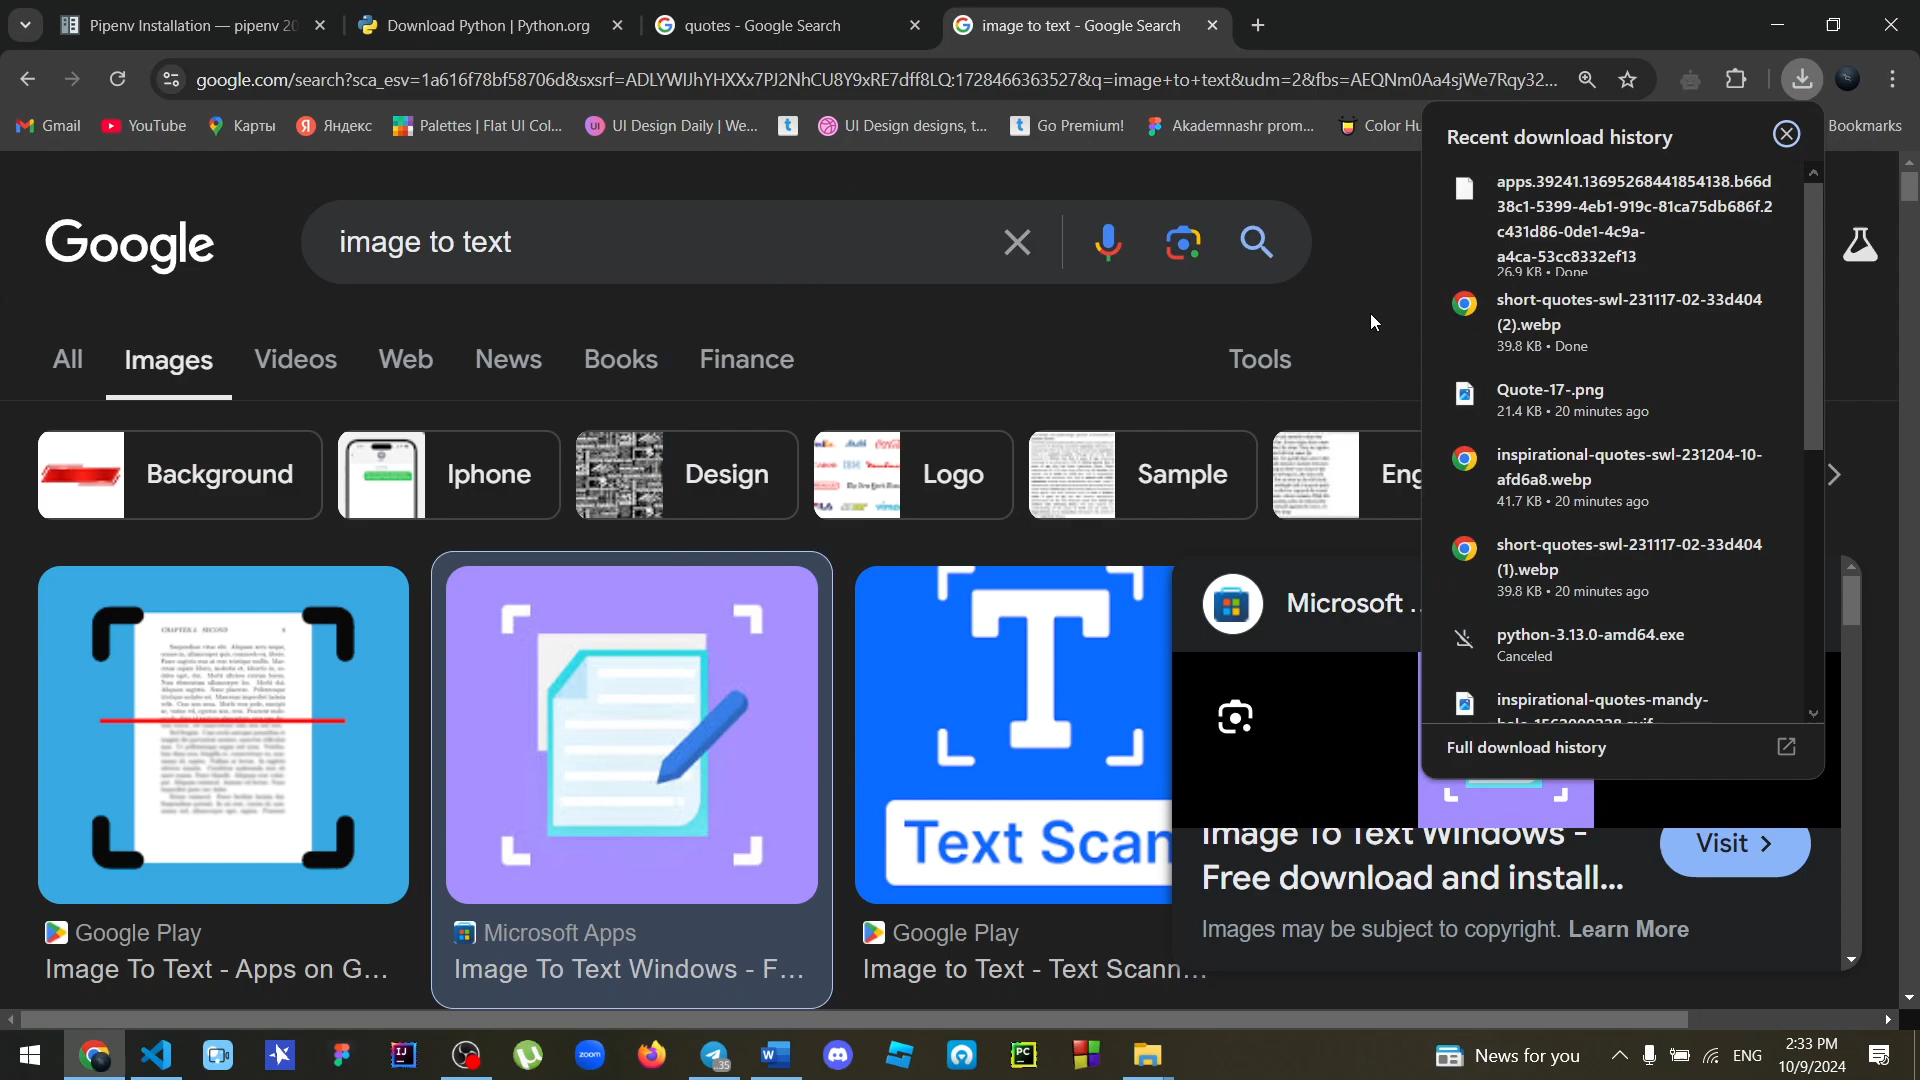 Pipenv Installation — pipenv 20
Download Python | Python.org
quotes - Google Search
image to text - Google Search
google.com/search?sca_esv=1a616f78bf58706d&sxsrf=ADLYWIJhYHXXx7PJ2NhCU8Y9xRE7dff8LQ:1728466363527&q=image+to+text&udm=2&fbs=AEQNm0Aa4sjWe7Rqy32...
Gmail
YouTube
Карты
Яндекс
Palettes | Flat UI Col...
UI Design Daily | We...
UI Design designs, t...
Go Premium!
Akademnashr prom...
Color Hu
Bookmarks
Recent download history
apps.39241.13695268441854138.b66d
38c1-5399-4eb1-919c-81ca75db686f.2
c431d86-0de1-4c9a-
a4ca-53cc8332ef13
26.9 KB • Done
short-quotes-swl-231117-02-33d404
(2).webp
39.8 KB • Done
Quote-17-.png
21.4 KB • 20 minutes ago
inspirational-quotes-swl-231204-10-
afd6a8.webp
41.7 KB • 20 minutes ago
short-quotes-swl-231117-02-33d404
(1).webp
39.8 KB • 20 minutes ago
python-3.13.0-amd64.exe
Canceled
inspirational-quotes-mandy-
Full download history
Google
image to text
All
Images
Videos
Web
News
Books
Finance
Tools
Background
Iphone
Design
Logo
Sample
Eng
CHAPTER I. SECOND
T
Text Scan
Microsoft ...
Image To Text Windows -
Free download and install...
Visit
Images may be subject to copyright. Learn More
Google Play
Image To Text - Apps on G...
Microsoft Apps
Image To Text Windows - F...
Google Play
Image to Text - Text Scann...
IJ
zoom
35
W
PC
News for you
ENG
2:33 PM
10/9/2024